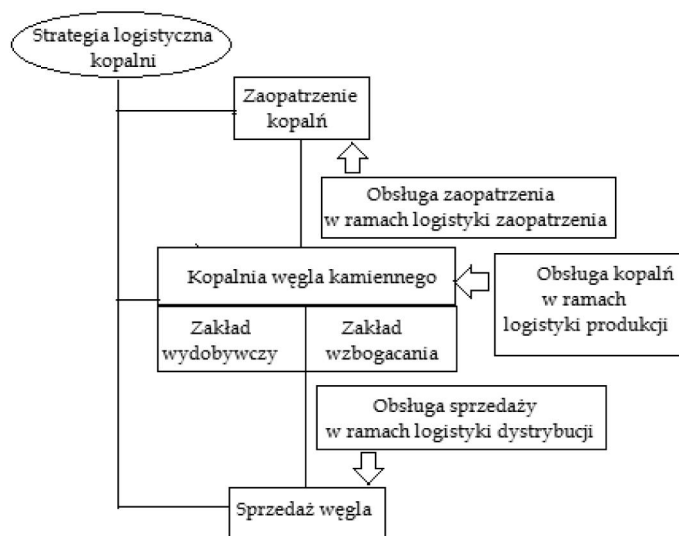 Strategia logistyczna
kopalni
Zaopatrzenie
kopalń
Obsługa zaopatrzenia
w ramach logistyki zaopatrzenia
Kopalnia węgla kamiennego
Obsługa kopalń
w ramach
logistyki produkcji
Zakład
wydobywczy
Zakład
wzbogacania
Obsługa sprzedaży
w ramach logistyki dystrybucji
Sprzedaż węgla